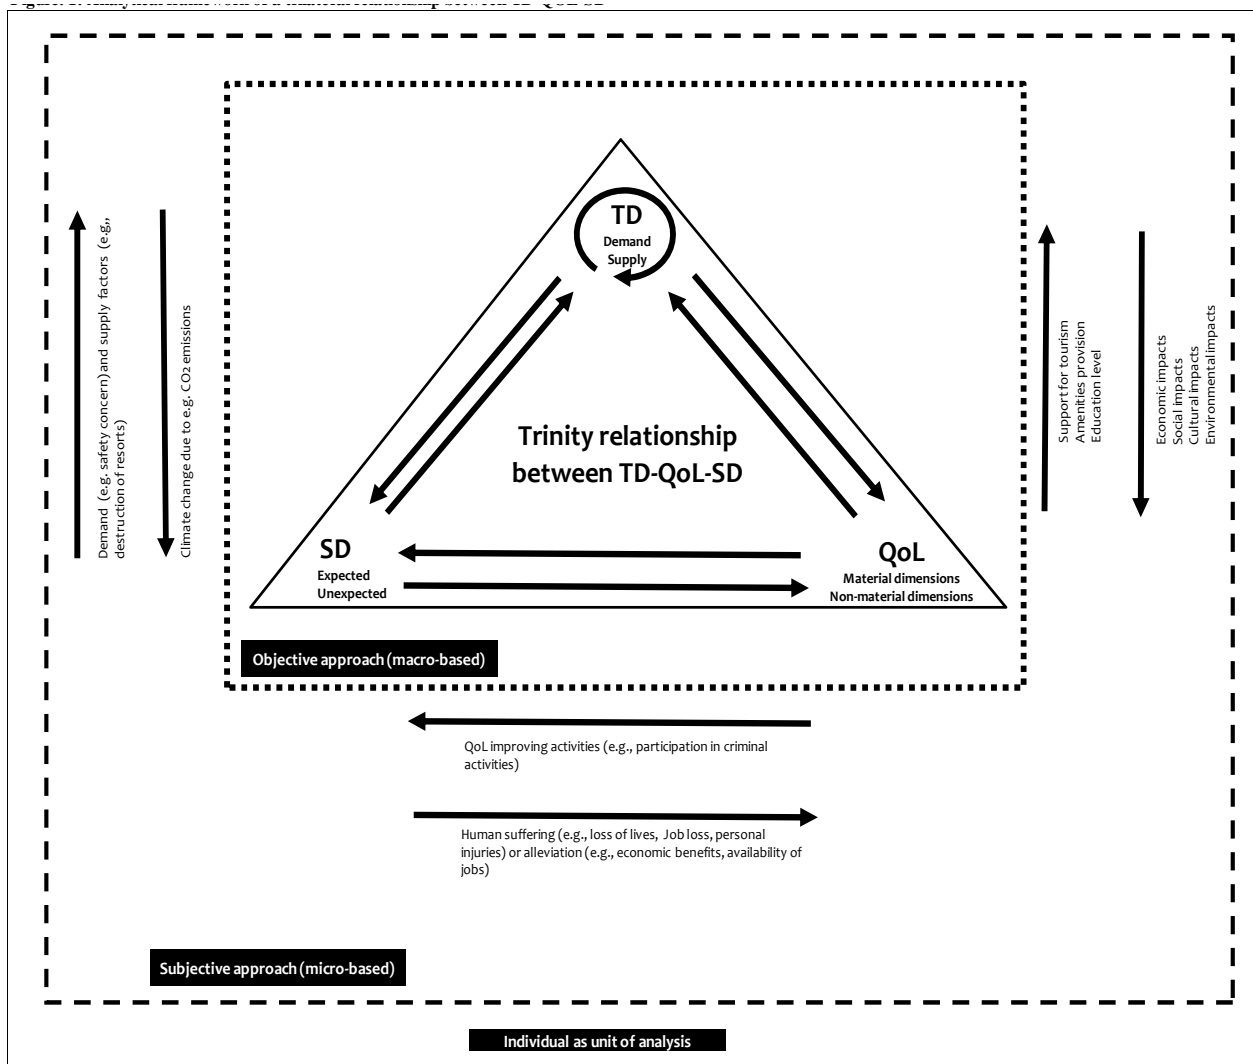 TD
Demand
Supply
Trinity relationship
between TD-QoL-SD
SD
Expected
Unexpected
QoL
Material dimensions
Non-material dimensions
Objective approach (macro-based)
Demand (e.g. safety concern) and supply factors (e.g,,
destruction of resorts)
Climate change due to e.g. CO2 emissions
Support for tourism
Amenities provision
Education level
Economic impacts
Social impacts
Cultural impacts
Environmental impacts
QoL improving activities (e.g., participation in criminal
activities)
Human suffering (e.g., loss of lives, Job loss, personal
injuries) or alleviation (e.g., economic benefits, availability of
jobs)
Subjective approach (micro-based)
Individual as unit of analysis